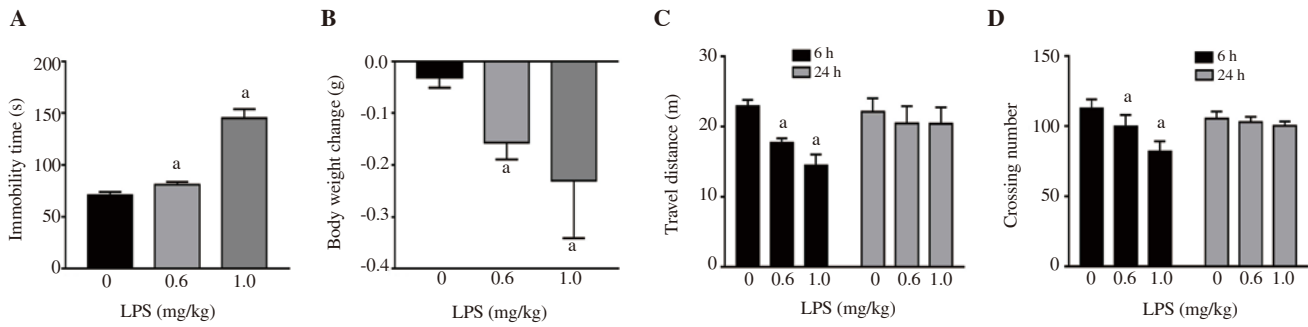 A
Immobility time (s)
200
150
100
50
0
a
a
0 0.6 1.0
LPS (mg/kg)
B
Body weight change (g)
0.0
-0.1
-0.2
-0.3
-0.4
a
a
0 0.6 1.0
LPS (mg/kg)
C
Travel distance (m)
30
20
10
0
6 h
24 h
a
a
0 0.6 1.0 0 0.6 1.0
LPS (mg/kg)
D
Crossing number
150
100
50
0
6 h
24 h
a
a
0 0.6 1.0 0 0.6 1.0
LPS (mg/kg)